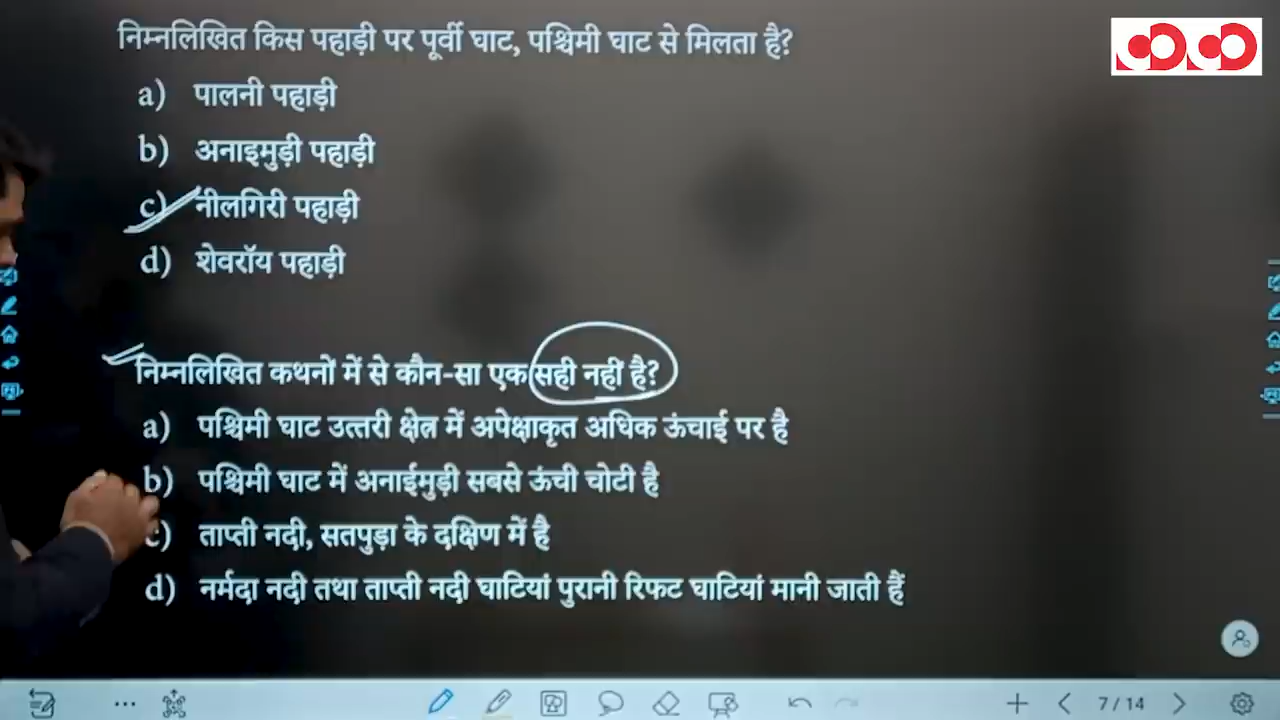 निम्नलिखित किस पहाड़ी पर पूर्वी घाट, पश्चिमी घाट से मिलता है?
a) पालनी पहाड़ी
b) अनाइमुड़ी पहाड़ी
c) नीलगिरी पहाड़ी
d) शेवरॉय पहाड़ी
निम्नलिखित कथनों में से कौन-सा एक सही नहीं है?
a) पश्चिमी घाट उत्तरी क्षेत्र में अपेक्षाकृत अधिक ऊंचाई पर है
b) पश्चिमी घाट में अनाईमुड़ी सबसे ऊंची चोटी है
c) ताप्ती नदी, सतपुड़ा के दक्षिण में है
d) नर्मदा नदी तथा ताप्ती नदी घाटियां पुरानी रिफट घाटियां मानी जाती हैं
7 / 14